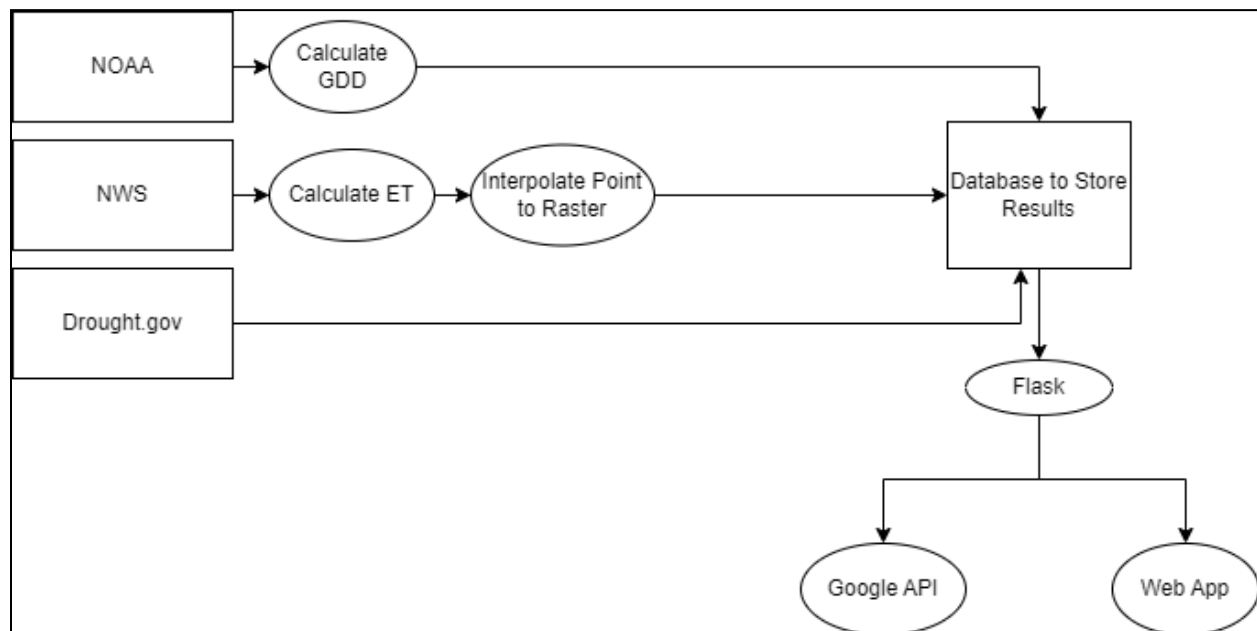 NOAA
Calculate
GDD
NWS
Calculate ET
Interpolate Point
to Raster
Database to Store
Results
Drought.gov
Flask
Google API
Web App